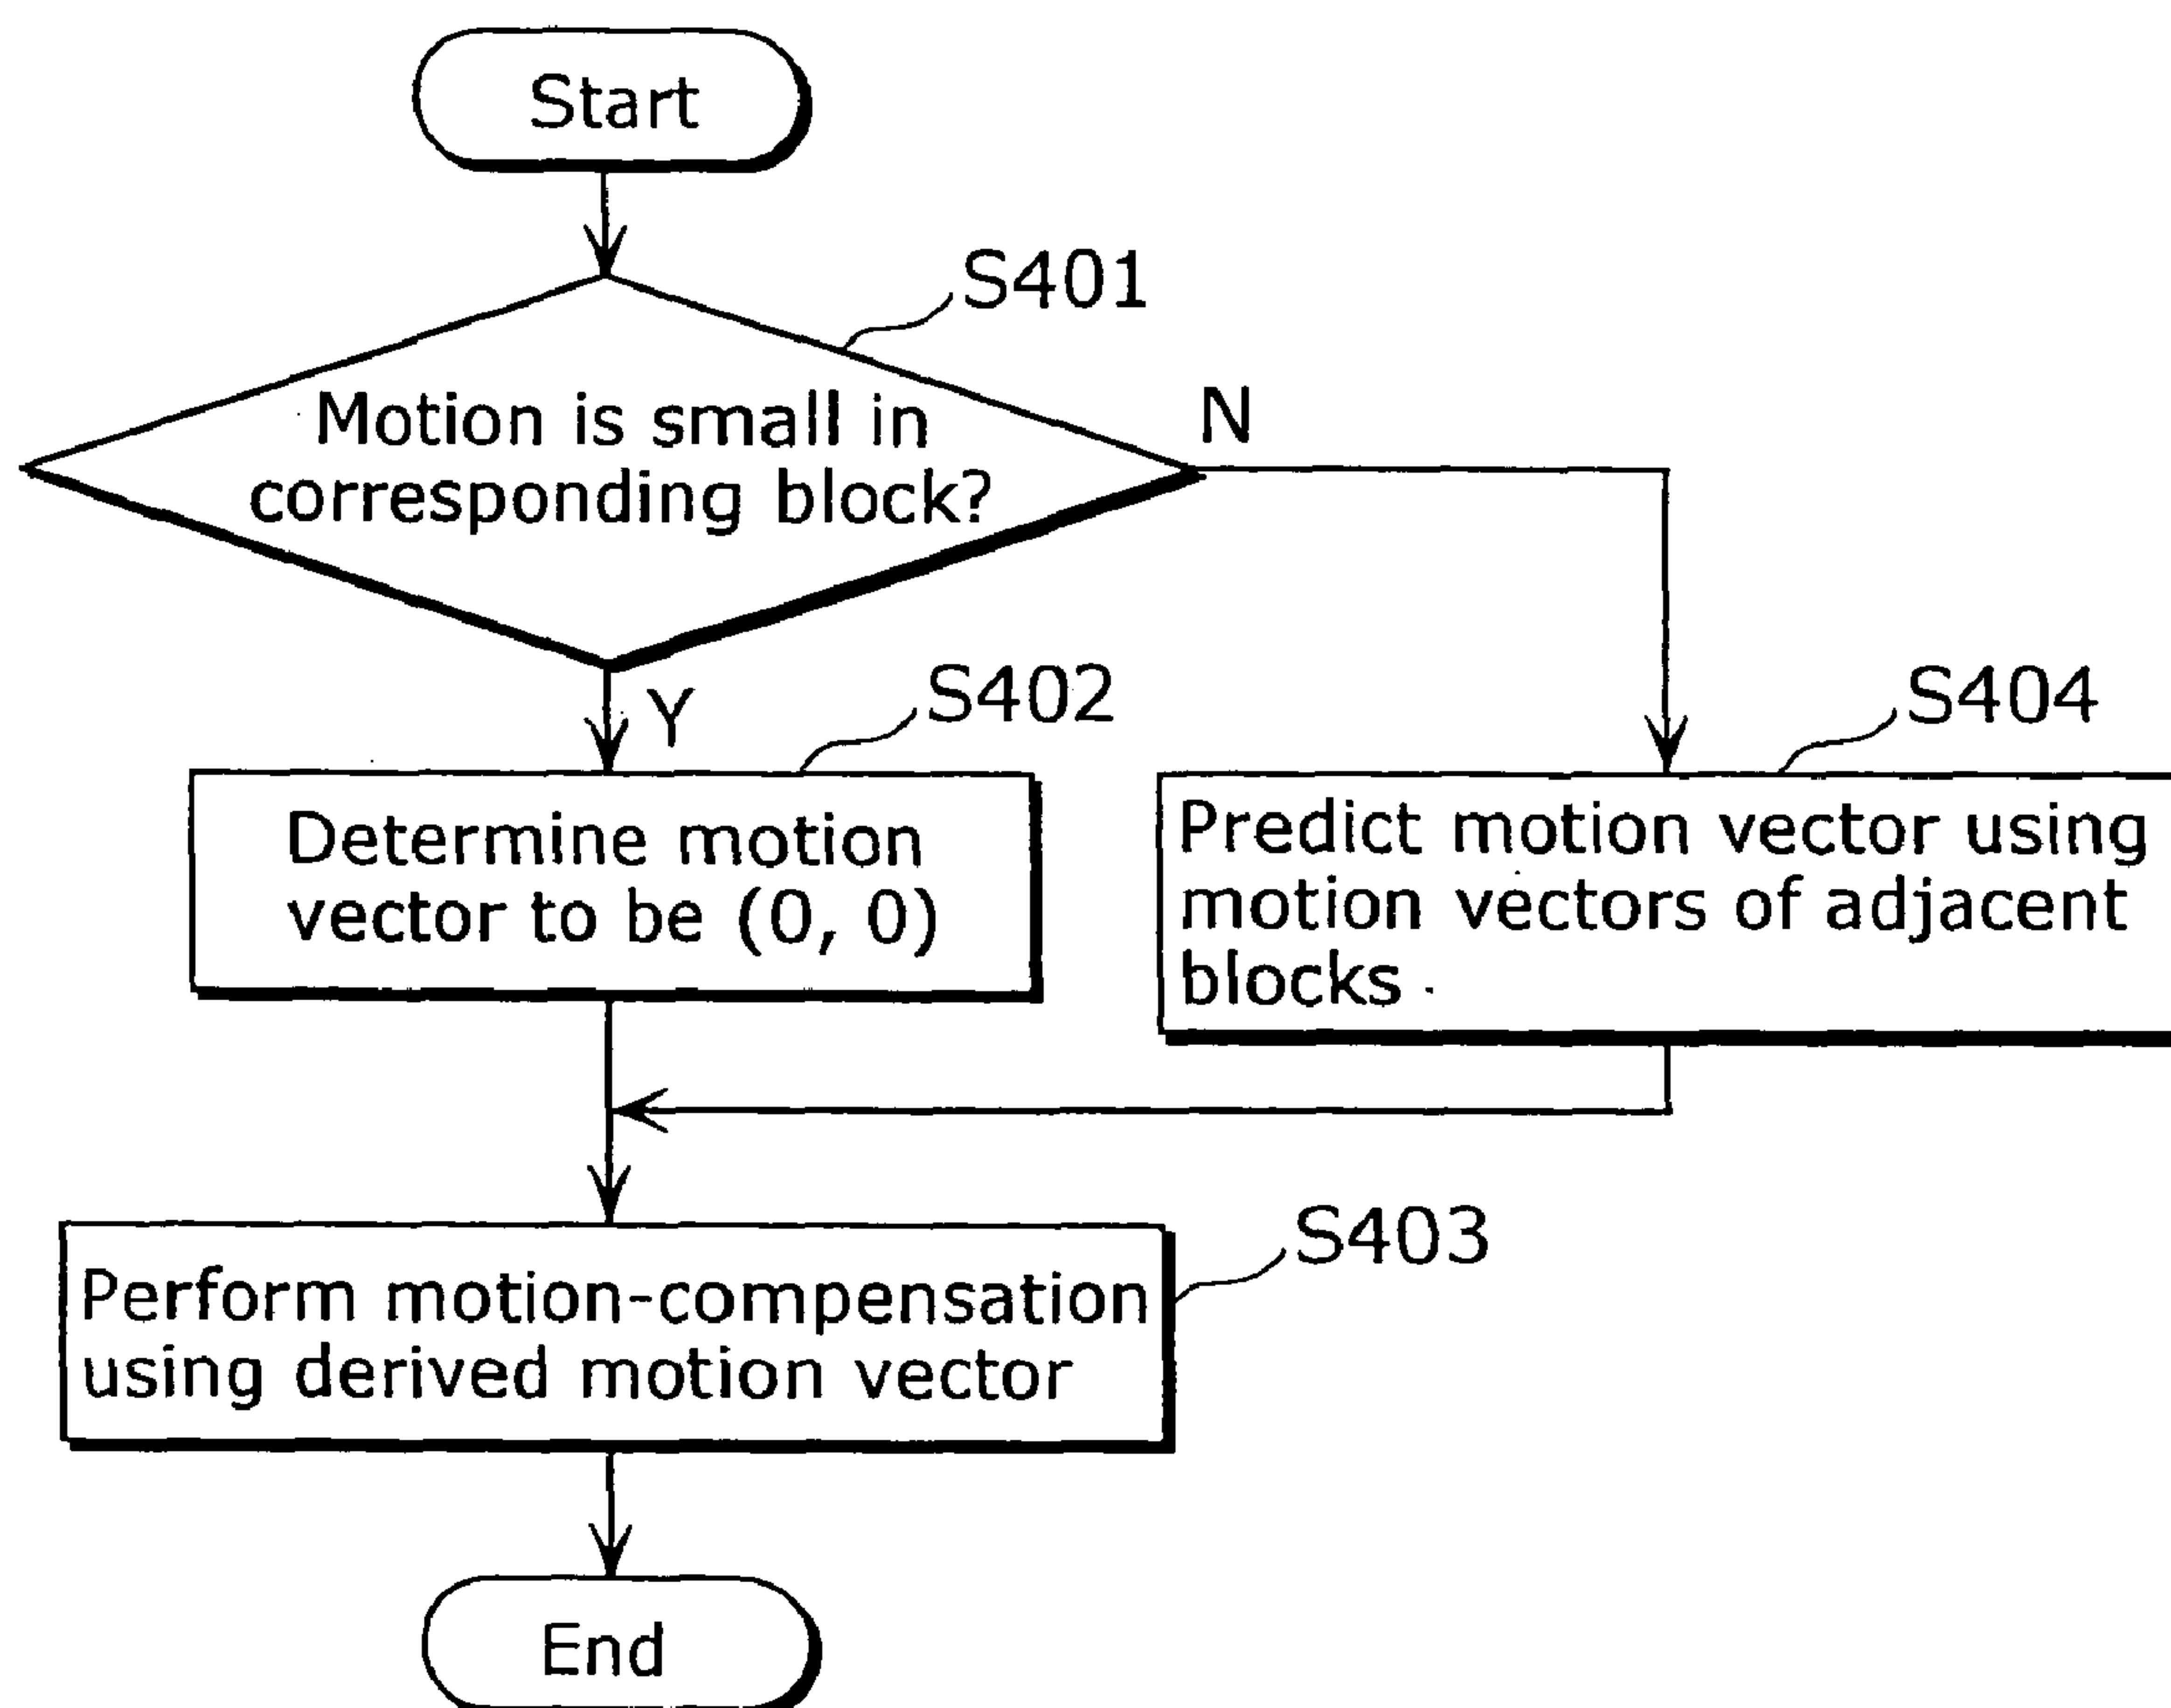 Start
S401
Motion is small in
corresponding block?
N
Y
S402
Determine motion
vector to be (0, 0)
S404
Predict motion vector using
motion vectors of adjacent
blocks
S403
Perform motion-compensation
using derived motion vector
End